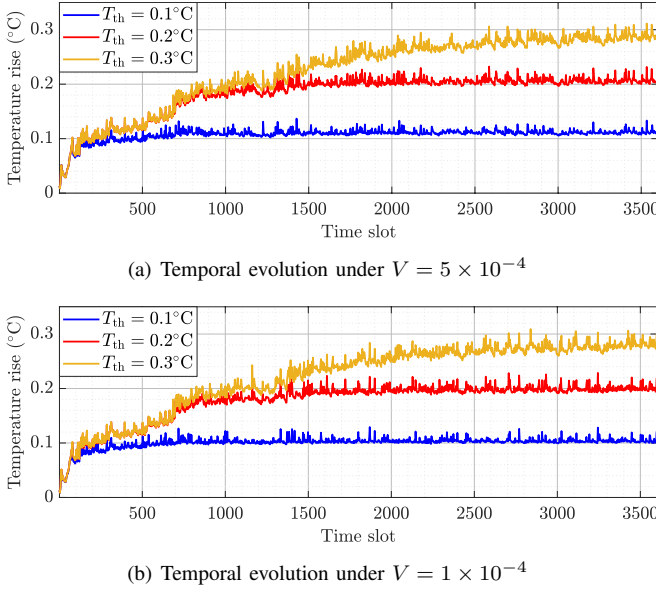 0.3
0.2
0.1
0
Temperature rise (°C)
T_th = 0.1°C
T_th = 0.2°C
T_th = 0.3°C
500 1000 1500 2000 2500 3000 3500
Time slot
(a) Temporal evolution under V = 5 × 10⁻⁴
0.3
0.2
0.1
0
Temperature rise (°C)
T_th = 0.1°C
T_th = 0.2°C
T_th = 0.3°C
500 1000 1500 2000 2500 3000 3500
Time slot
(b) Temporal evolution under V = 1 × 10⁻⁴